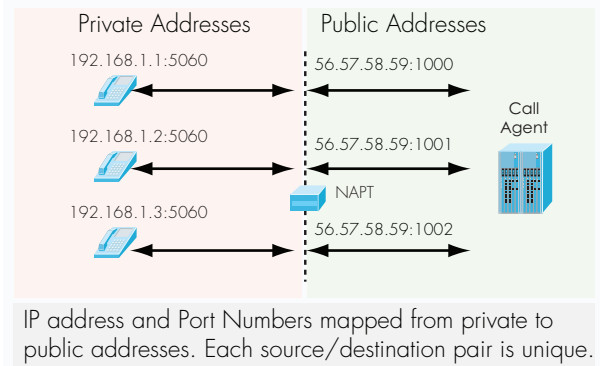 Private Addresses
Public Addresses
192.168.1.1:5060
56.57.58.59:1000
Call
Agent
192.168.1.2:5060
56.57.58.59:1001
NAPT
192.168.1.3:5060
56.57.58.59:1002
IP address and Port Numbers mapped from private to
public addresses. Each source/destination pair is unique.